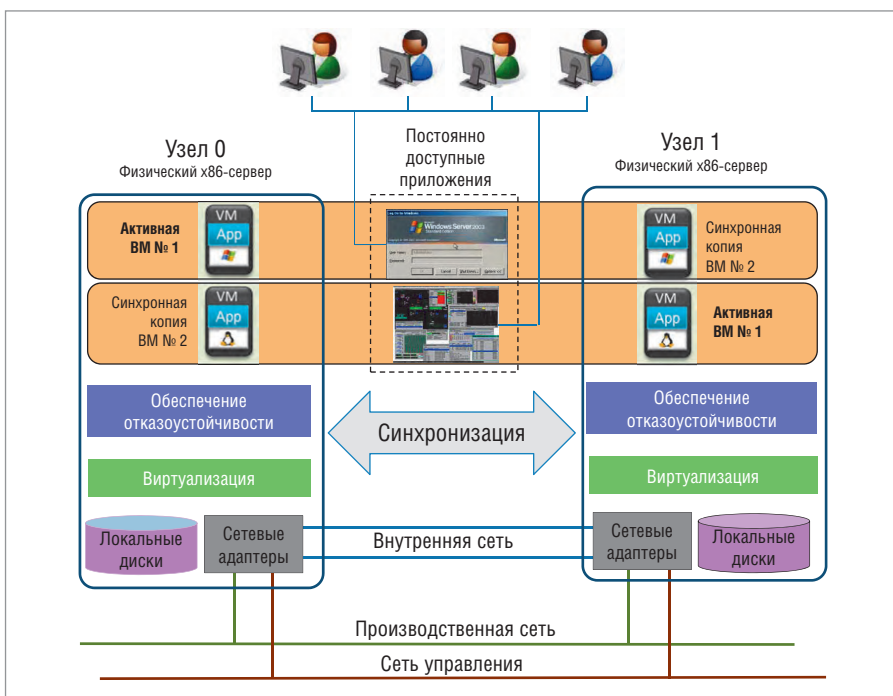 Узел 0
Физический x86-сервер
Постоянно
доступные
приложения
Узел 1
Физический x86-сервер
Активная
ВМ № 1
VM
App
Windows Server 2003
VM
App
Синхронная
копия
ВМ № 2
Синхронная
копия
ВМ № 2
VM
App
VM
App
Активная
ВМ № 1
Обеспечение
отказоустойчивости
Синхронизация
Обеспечение
отказоустойчивости
Виртуализация
Виртуализация
Локальные
диски
Сетевые
адаптеры
Внутренняя сеть
Сетевые
адаптеры
Локальные
диски
Производственная сеть
Сеть управления